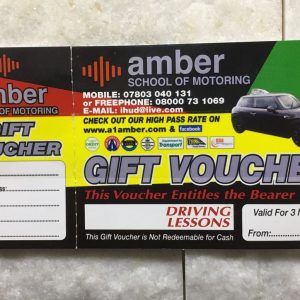 amber
SCHOOL OF MOTORING
GIFT
VOUCHER
amber
SCHOOL OF MOTORING
MOBILE: 07803 040 131
or FREEPHONE: 08000 73 1069
E-MAIL: ihud@live.com
CHECK OUT OUR HIGH PASS RATE ON
www.a1amber.com & facebook
GIFT VOUCHE
This Voucher Entitles the Bearer
DRIVING
LESSONS
Valid For 3 M
From:
This Gift Voucher is Not Redeemable for Cash